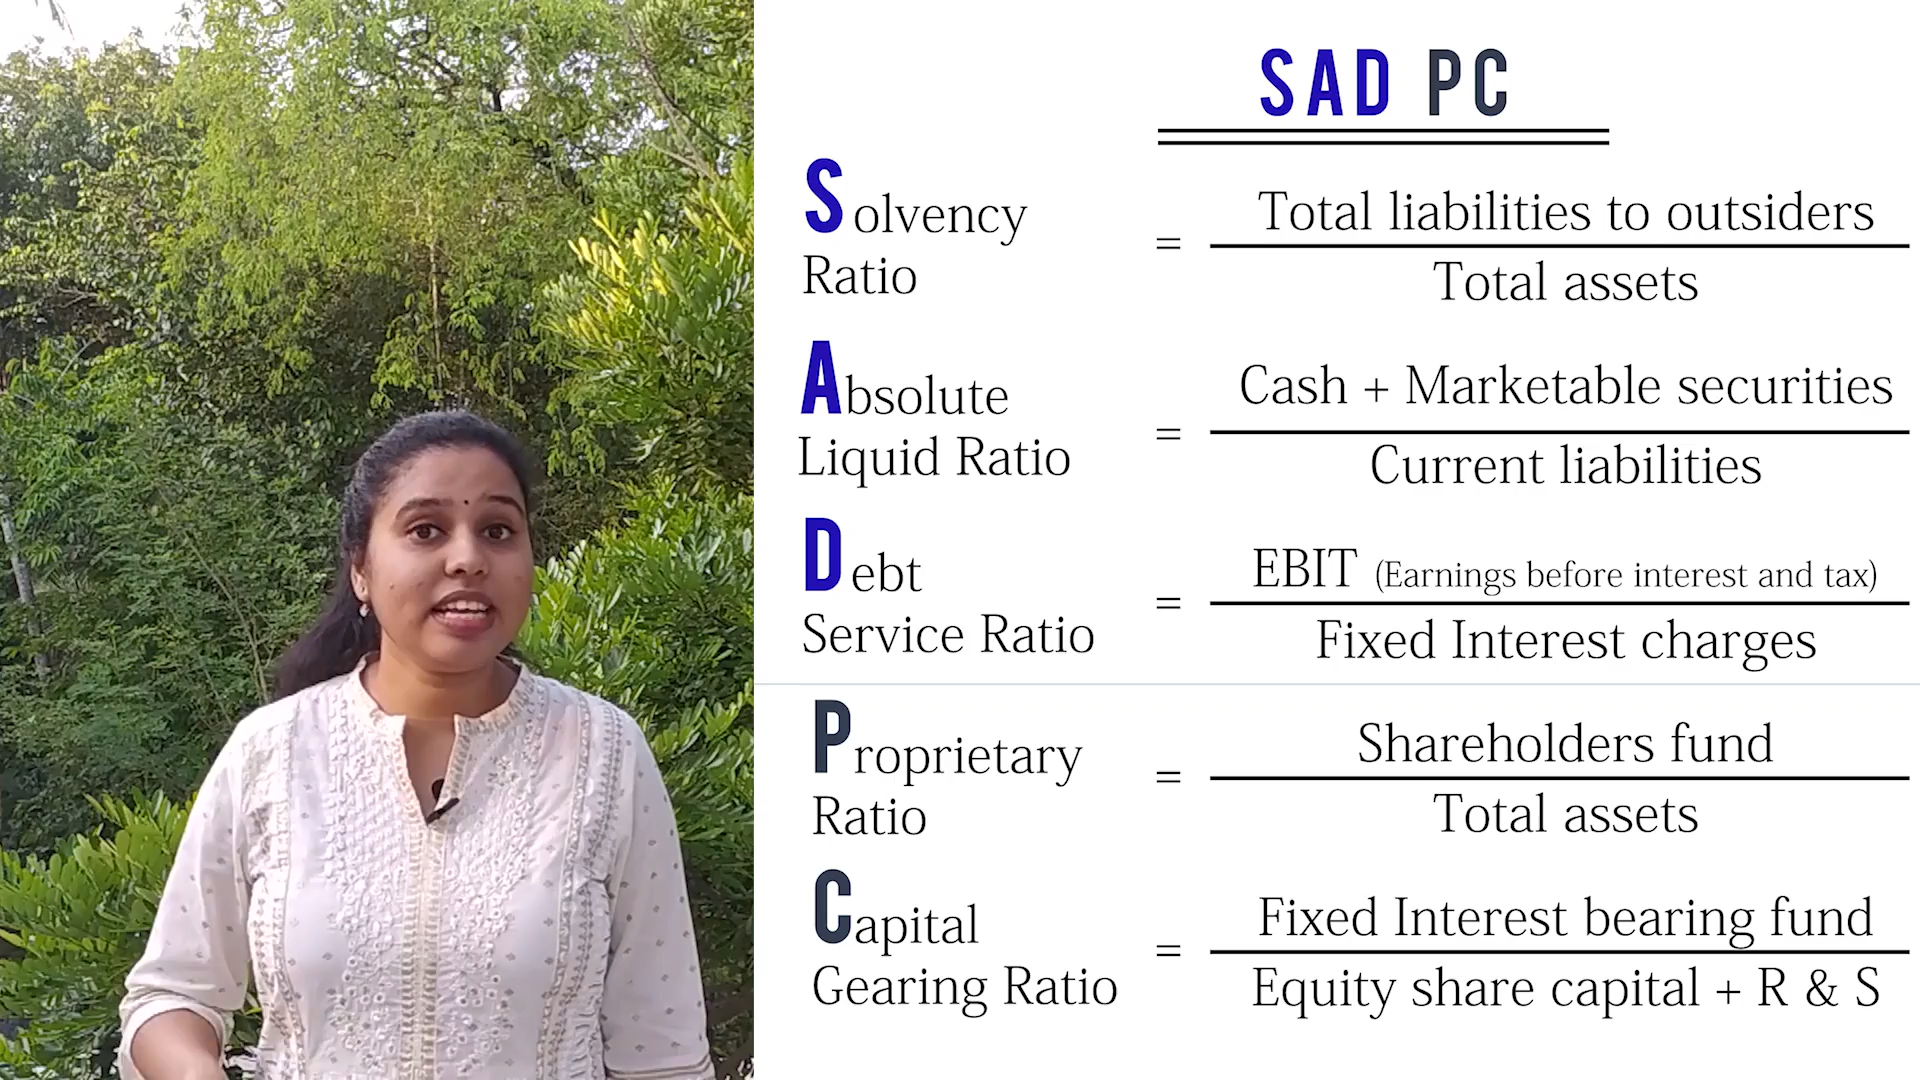 SAD PC
Solvency
Ratio
=
Total liabilities to outsiders
Total assets
Absolute
Liquid Ratio
=
Cash + Marketable securities
Current liabilities
Debt
Service Ratio
=
EBIT (Earnings before interest and tax)
Fixed Interest charges
Proprietary
Ratio
=
Shareholders fund
Total assets
Capital
Gearing Ratio
=
Fixed Interest bearing fund
Equity share capital + R & S